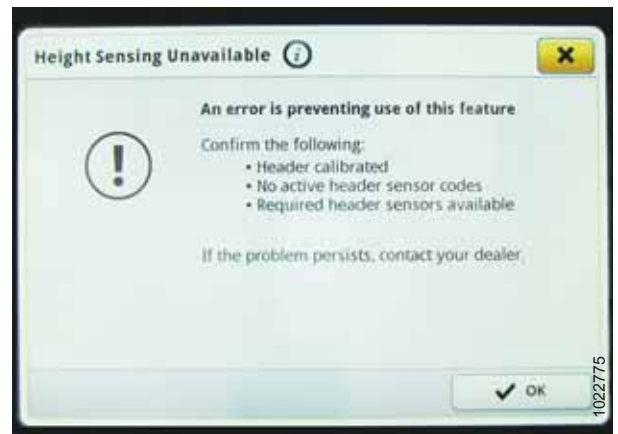 Height Sensing Unavailable
An error is preventing use of this feature
Confirm the following:
• Header calibrated
• No active header sensor codes
• Required header sensors available
If the problem persists, contact your dealer.
OK
1022775